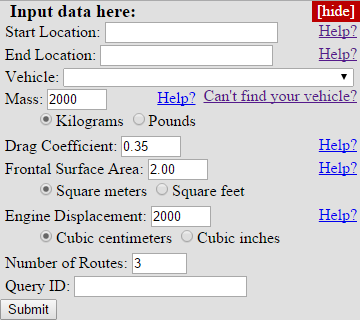 Input data here: [hide]
Start Location: Help?
End Location: Help?
Vehicle:
Mass: 2000 Help? Can't find your vehicle?
Kilograms Pounds
Drag Coefficient: 0.35 Help?
Frontal Surface Area: 2.00 Help?
Square meters Square feet
Engine Displacement: 2000 Help?
Cubic centimeters Cubic inches
Number of Routes: 3
Query ID:
Submit